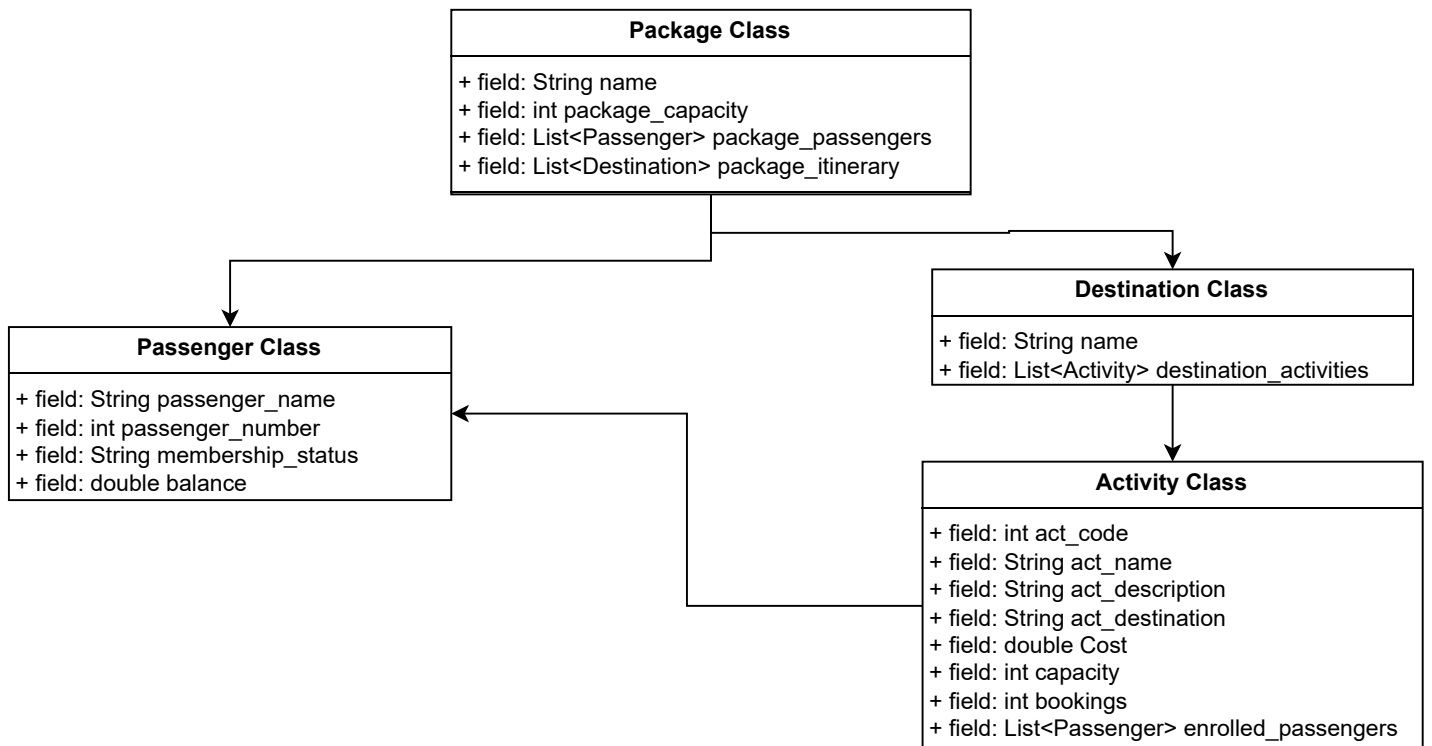 Package Class
+ field: String name
+ field: int package_capacity
+ field: List<Passenger> package_passengers
+ field: List<Destination> package_itinerary
Destination Class
+ field: String name
+ field: List<Activity> destination_activities
Passenger Class
+ field: String passenger_name
+ field: int passenger_number
+ field: String membership_status
+ field: double balance
Activity Class
+ field: int act_code
+ field: String act_name
+ field: String act_description
+ field: String act_destination
+ field: double Cost
+ field: int capacity
+ field: int bookings
+ field: List<Passenger> enrolled_passengers